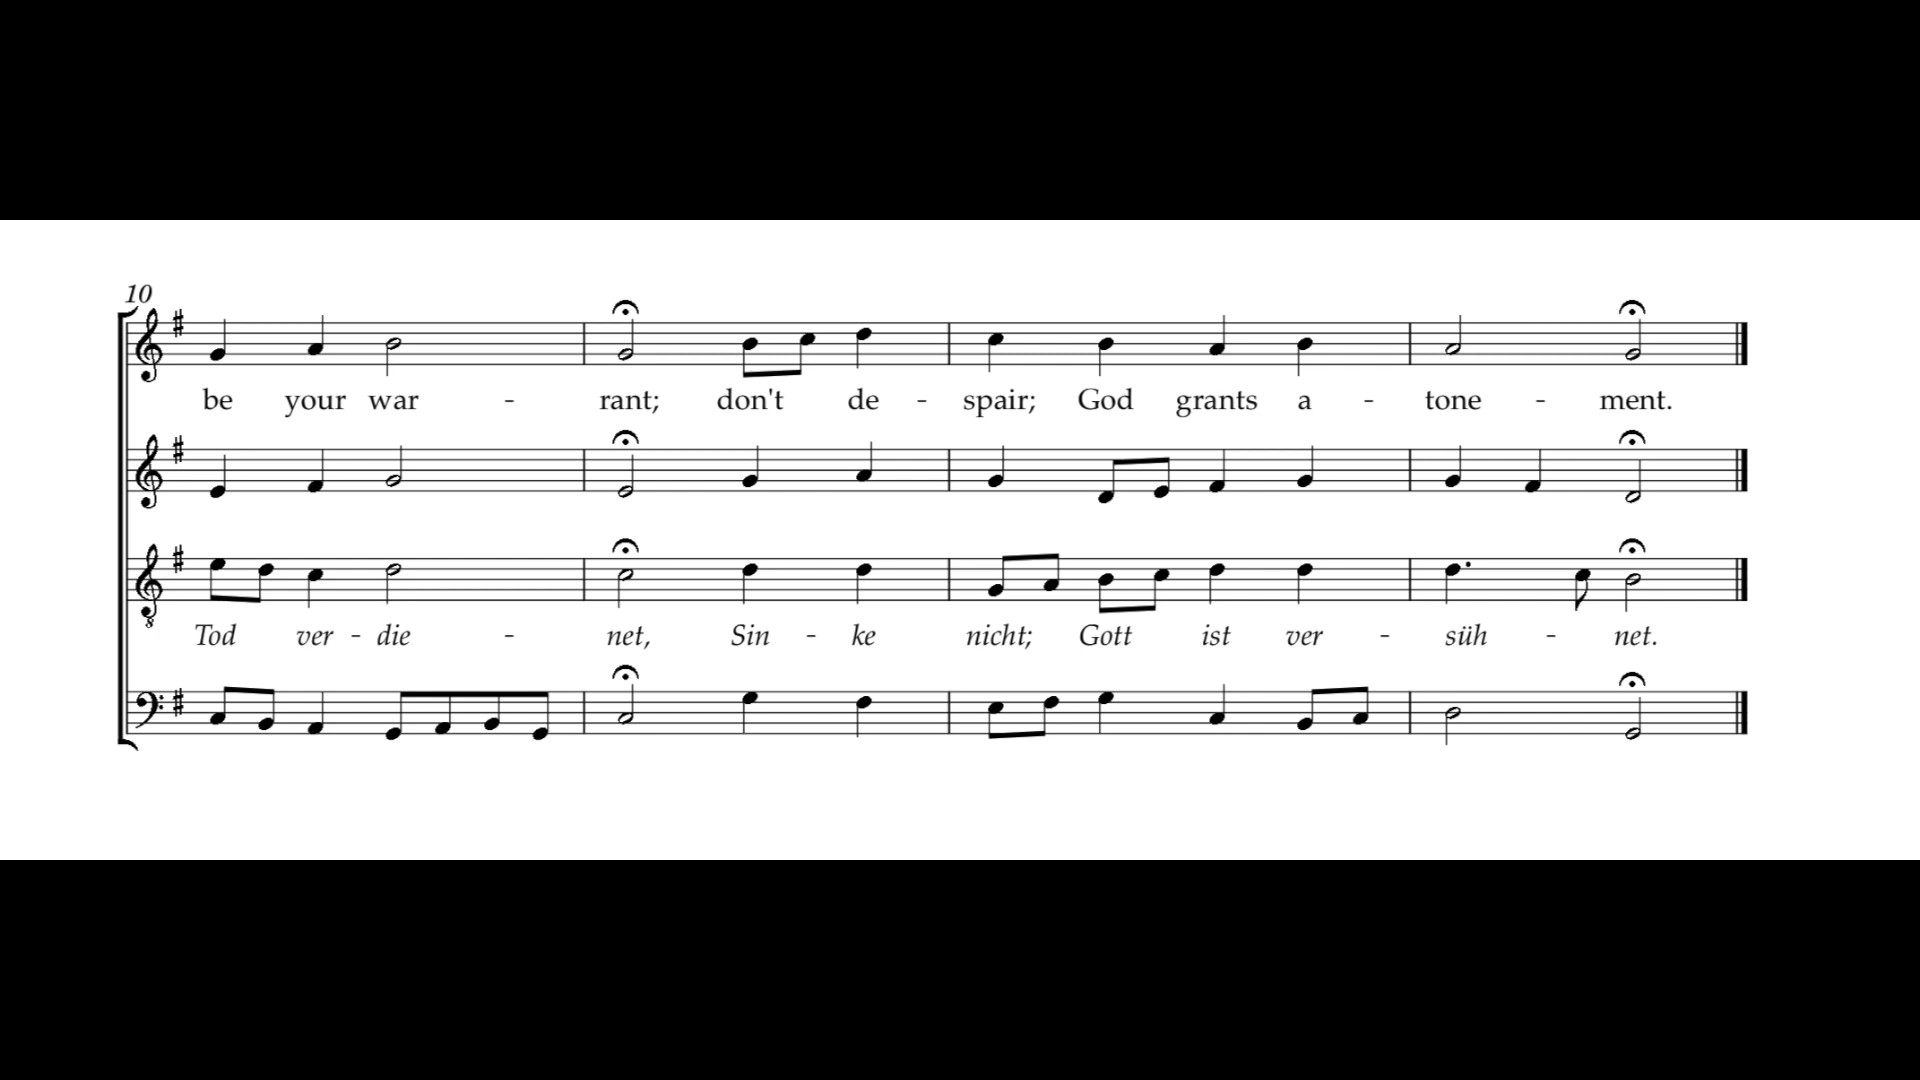 10
be your war - rant; don't de - spair; God grants a - tone - ment.
Tod ver - die - net, Sin - ke nicht; Gott ist ver - süh - net.